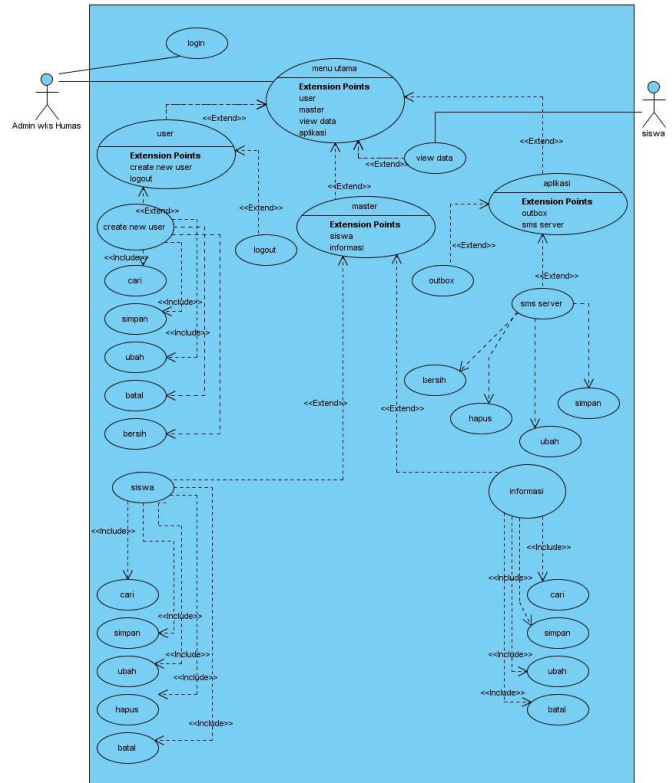 login
menu utama
Extension Points
user
master
view data
aplikasi
Admin wks Humas
siswa
<<Extend>>
user
Extension Points
create new user
logout
<<Extend>>
view data
<<Extend>>
aplikasi
Extension Points
outbox
sms server
<<Extend>>
create new user
<<Extend>>
logout
master
Extension Points
siswa
informasi
<<Extend>>
outbox
<<Extend>>
<<Include>>
cari
sms server
<<Include>>
simpan
<<Include>>
ubah
bersih
batal
simpan
<<Extend>>
<<Extend>>
hapus
bersih
ubah
siswa
informasi
<<Include>>
<<Include>>
<<Include>>
cari
cari
<<Include>>
simpan
<<Include>>
simpan
<<Include>>
ubah
<<Include>>
ubah
hapus
<<Include>>
batal
<<Include>>
batal